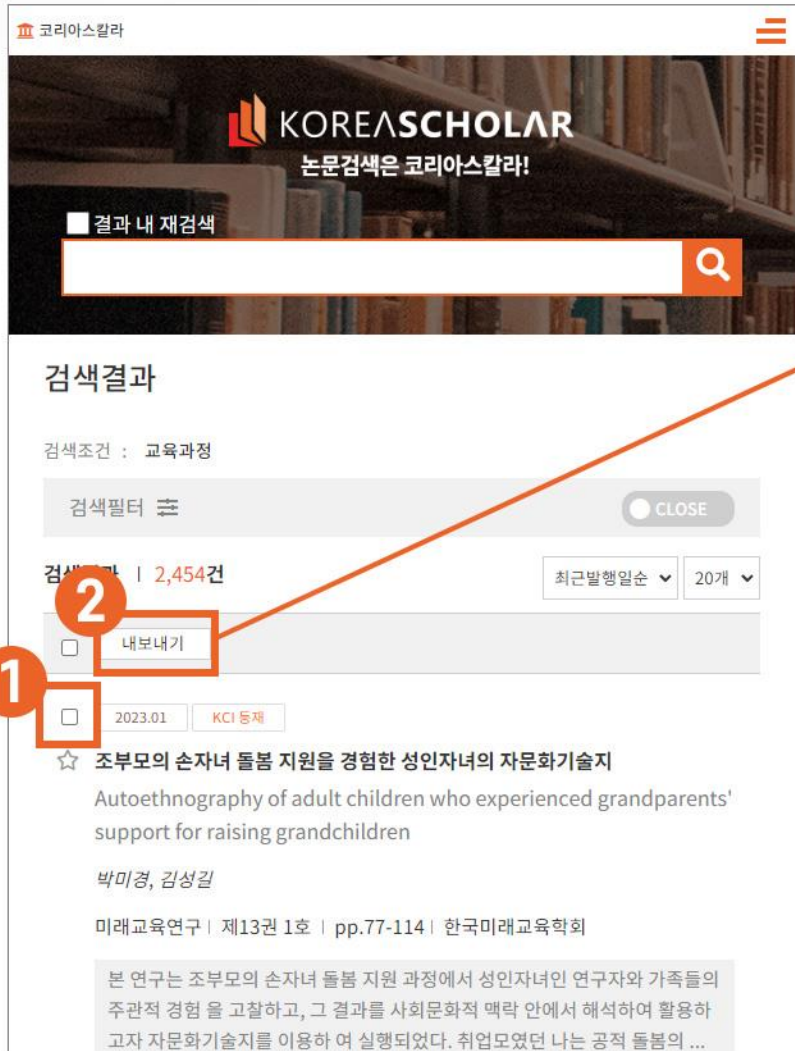 코리아스칼라
KOREASCHOLAR
논문검색은 코리아스칼라!
결과 내 재검색
검색결과
검색조건 : 교육과정
검색필터
CLOSE
| 2,454건
최근발행일순
20개
2
내보내기
1
2023.01
KCI 등재
조부모의 손자녀 돌봄 지원을 경험한 성인자녀의 자문화기술지
Autoethnography of adult children who experienced grandparents'
support for raising grandchildren
박미경, 김성길
미래교육연구 | 제13권 1호 | pp.77-114 | 한국미래교육학회
본 연구는 조부모의 손자녀 돌봄 지원 과정에서 성인자녀인 연구자와 가족들의
주관적 경험 을 고찰하고, 그 결과를 사회문화적 맥락 안에서 해석하여 활용하
고자 자문화기술지를 이용하 여 실행되었다. 취업모였던 나는 공적 돌봄의 ...